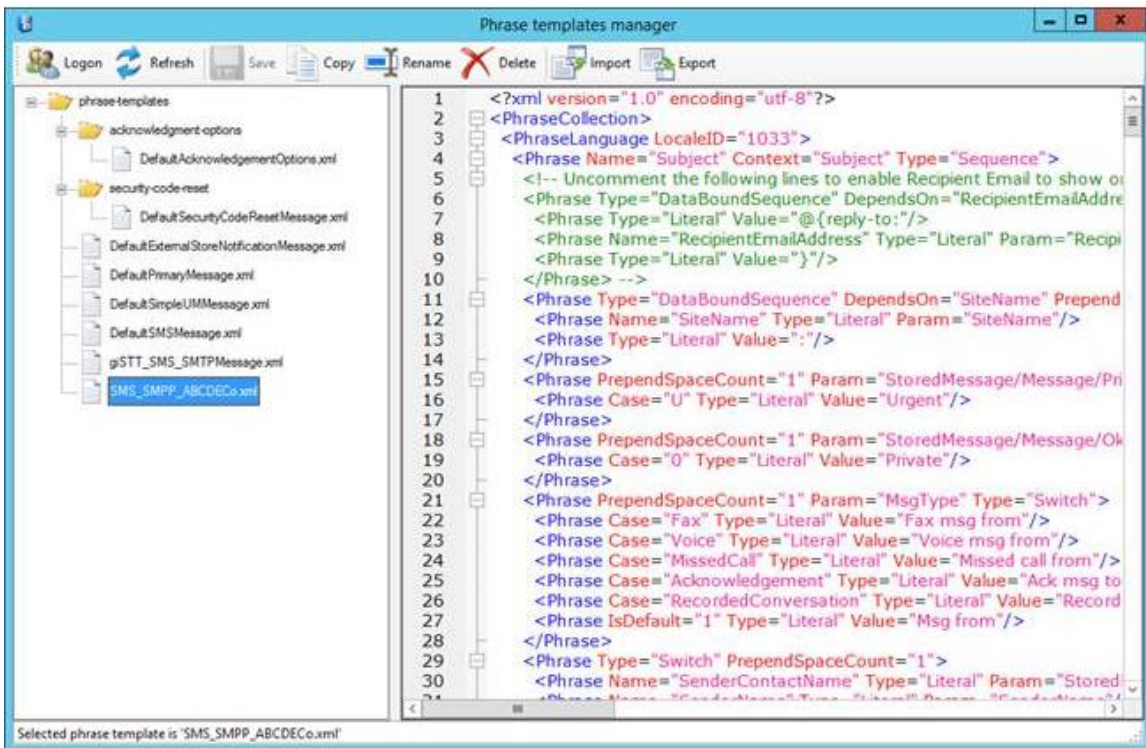 Phrase templates manager
Logon Refresh Save Copy Rename Delete Import Export
phrase-templates
acknowledgment-options
DefaultAcknowledgementOptions.xml
security-code-reset
DefaultSecurityCodeResetMessage.xml
DefaultExternalStoreNotificationMessage.xml
DefaultPrimaryMessage.xml
DefaultSimpleUMMessage.xml
DefaultSMSMessage.xml
giSTT_SMS_SMTPMessage.xml
SMS_SMPP_ABCDECo.xml
1 <?xml version="1.0" encoding="utf-8"?>
2 <PhraseCollection>
3 <PhraseLanguage LocaleID="1033">
4 <Phrase Name="Subject" Context="Subject" Type="Sequence">
5 <!-- Uncomment the following lines to enable Recipient Email to show o
6 <Phrase Type="DataBoundSequence" DependsOn="RecipientEmailAddre
7 <Phrase Type="Literal" Value="@{reply-to:"/>
8 <Phrase Name="RecipientEmailAddress" Type="Literal" Param="Recipi
9 <Phrase Type="Literal" Value="}"/>
10 </Phrase> -->
11 <Phrase Type="DataBoundSequence" DependsOn="SiteName" Prepend
12 <Phrase Name="SiteName" Type="Literal" Param="SiteName"/>
13 <Phrase Type="Literal" Value=":"/>
14 </Phrase>
15 <Phrase PrependSpaceCount="1" Param="StoredMessage/Message/Pri
16 <Phrase Case="U" Type="Literal" Value="Urgent"/>
17 </Phrase>
18 <Phrase PrependSpaceCount="1" Param="StoredMessage/Message/Ok
19 <Phrase Case="0" Type="Literal" Value="Private"/>
20 </Phrase>
21 <Phrase PrependSpaceCount="1" Param="MsgType" Type="Switch">
22 <Phrase Case="Fax" Type="Literal" Value="Fax msg from"/>
23 <Phrase Case="Voice" Type="Literal" Value="Voice msg from"/>
24 <Phrase Case="MissedCall" Type="Literal" Value="Missed call from"/>
25 <Phrase Case="Acknowledgement" Type="Literal" Value="Ack msg to
26 <Phrase Case="RecordedConversation" Type="Literal" Value="Record
27 <Phrase IsDefault="1" Type="Literal" Value="Msg from"/>
28 </Phrase>
29 <Phrase Type="Switch" PrependSpaceCount="1">
30 <Phrase Name="SenderContactName" Type="Literal" Param="Stored
Selected phrase template is 'SMS_SMPP_ABCDECo.xml'